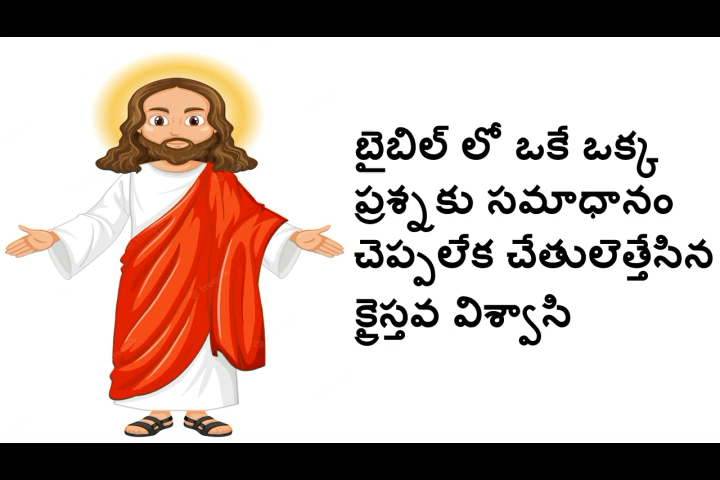 బైబిల్ లో ఒకే ఒక్క
ప్రశ్నకు సమాధానం
చెప్పలేక చేతులెత్తేసిన
క్రైస్తవ విశ్వాసి